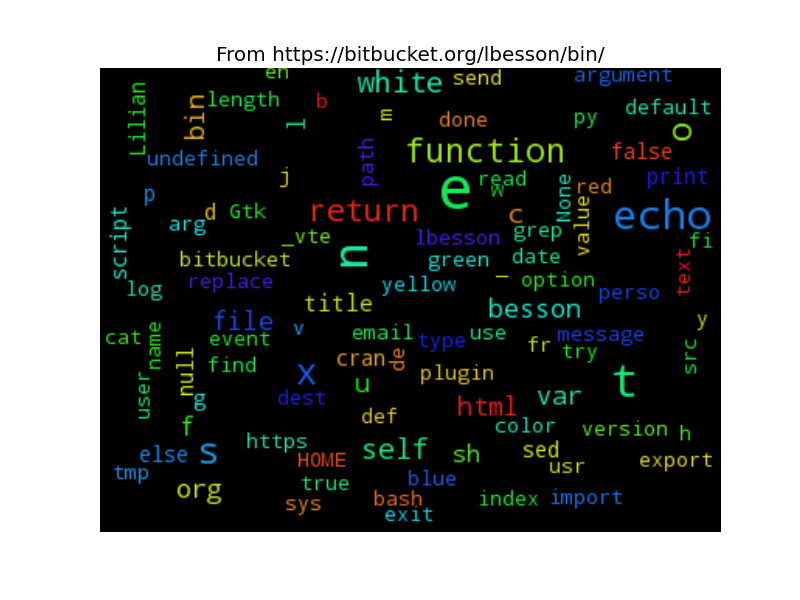 From https://bitbucket.org/lbesson/bin/
en
white
send
argument
Lillian
bin
length
b
l
m
done
py
default
o
undefined
path
function
false
j
e
read
w
None
red
print
p
d
Gtk
arg
return
c
value
echo
script
_vte
n
lbesson
grep
fi
bitbucket
green
date
text
log
replace
yellow
_
option
perso
title
besson
file
v
y
cat
name
event
email
type
use
fr
message
try
src
null
find
cran
de
user
g
x
u
plugin
t
dest
html
var
f
def
color
version
h
else
s
https
self
sh
sed
usr
export
tmp
HOME
org
true
blue
sys
bash
index
import
exit